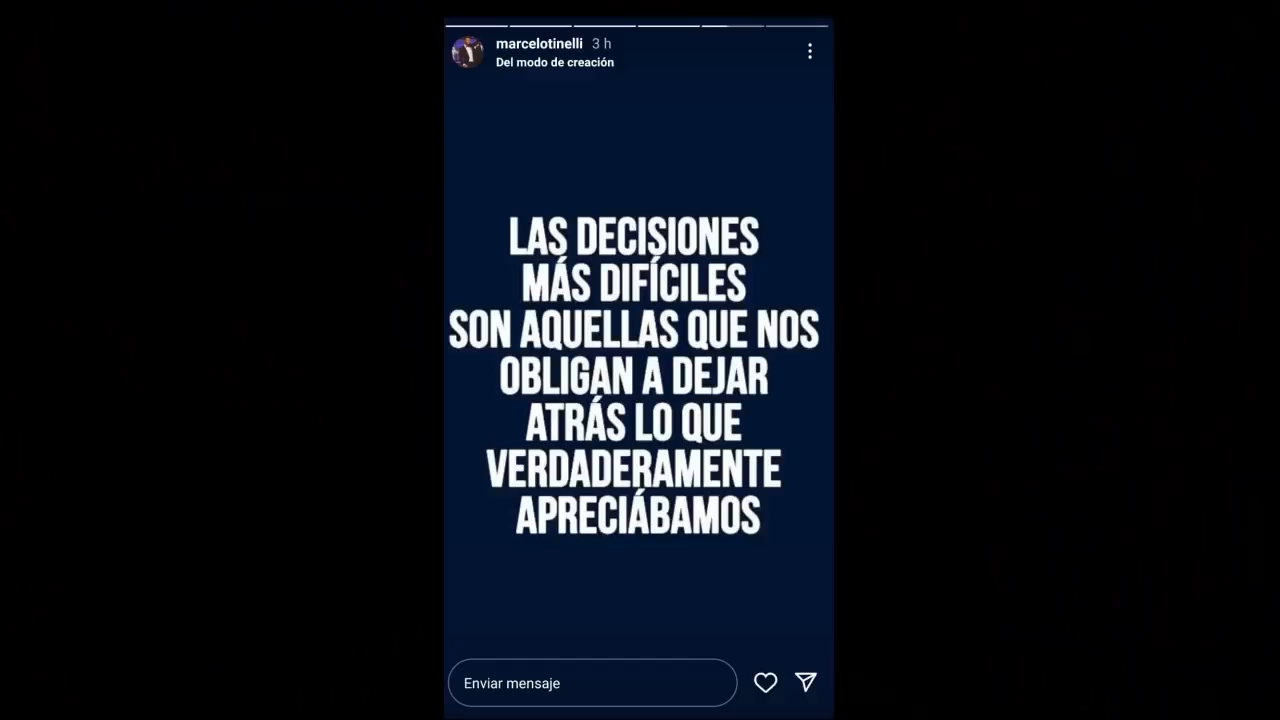 marcelotinelli 3 h
Del modo de creación
LAS DECISIONES
MÁS DIFÍCILES
SON AQUELLAS QUE NOS
OBLIGAN A DEJAR
ATRÁS LO QUE
VERDADERAMENTE
APRECIÁBAMOS
Enviar mensaje